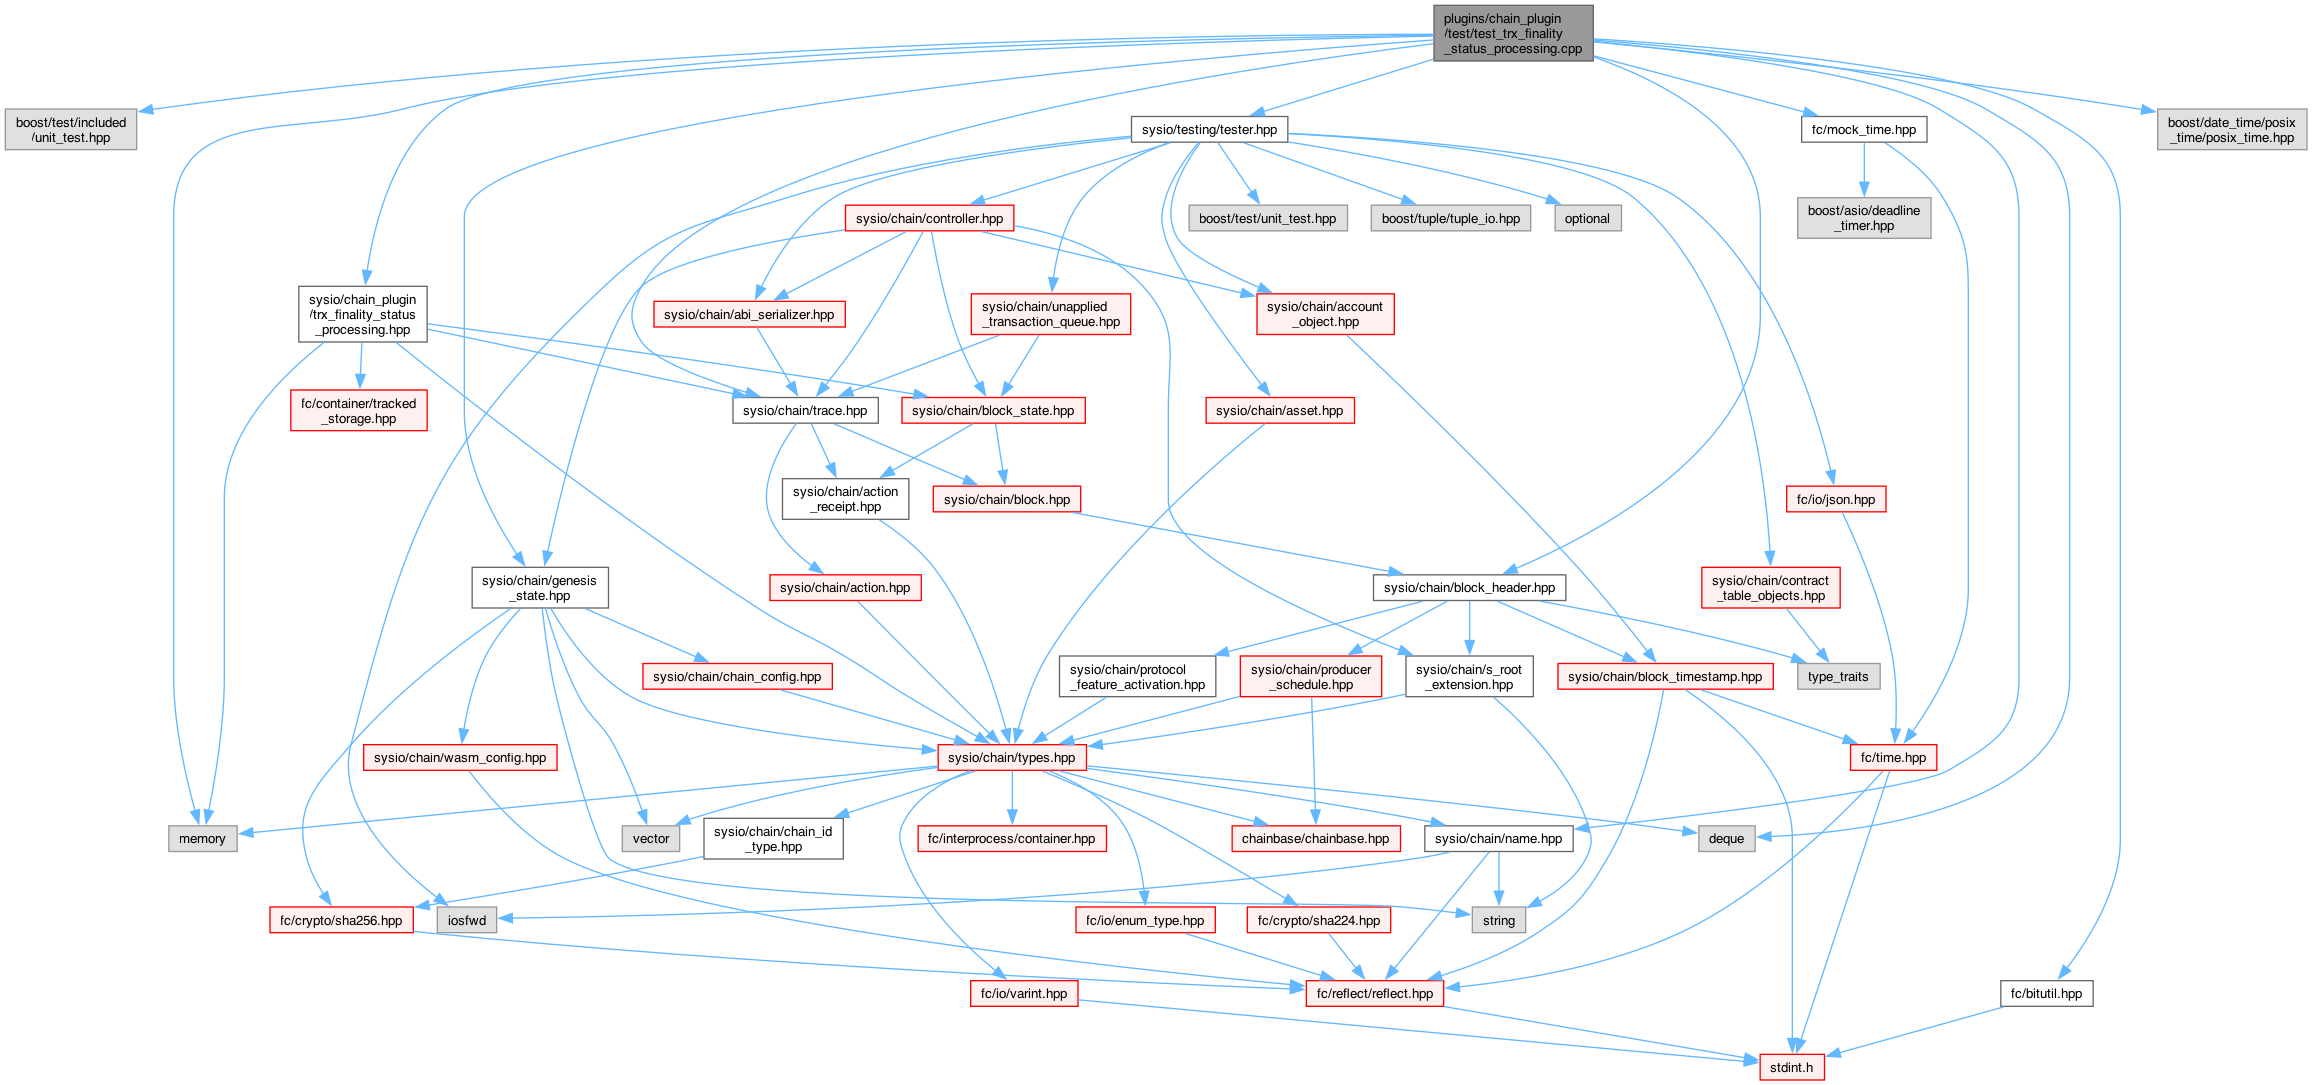 plugins/chain_plugin
/test/test_trx_finality
_status_processing.cpp
boost/test/included
/unit_test.hpp
sysio/testing/tester.hpp
fc/mock_time.hpp
boost/date_time/posix
_time/posix_time.hpp
sysio/chain/controller.hpp
boost/test/unit_test.hpp
boost/tuple/tuple_io.hpp
optional
boost/asio/deadline
_timer.hpp
sysio/chain_plugin
/trx_finality_status
_processing.hpp
sysio/chain/abi_serializer.hpp
sysio/chain/unapplied
_transaction_queue.hpp
sysio/chain/account
_object.hpp
fc/container/tracked
_storage.hpp
sysio/chain/trace.hpp
sysio/chain/block_state.hpp
sysio/chain/asset.hpp
sysio/chain/action
_receipt.hpp
sysio/chain/block.hpp
fc/io/json.hpp
sysio/chain/genesis
_state.hpp
sysio/chain/action.hpp
sysio/chain/block_header.hpp
sysio/chain/contract
_table_objects.hpp
sysio/chain/chain_config.hpp
sysio/chain/protocol
_feature_activation.hpp
sysio/chain/producer
_schedule.hpp
sysio/chain/s_root
_extension.hpp
sysio/chain/block_timestamp.hpp
type_traits
sysio/chain/wasm_config.hpp
sysio/chain/types.hpp
fc/time.hpp
memory
vector
sysio/chain/chain_id
_type.hpp
fc/interprocess/container.hpp
chainbase/chainbase.hpp
sysio/chain/name.hpp
deque
fc/crypto/sha256.hpp
iosfwd
fc/io/enum_type.hpp
fc/crypto/sha224.hpp
string
fc/io/varint.hpp
fc/reflect/reflect.hpp
fc/bitutil.hpp
stdint.h